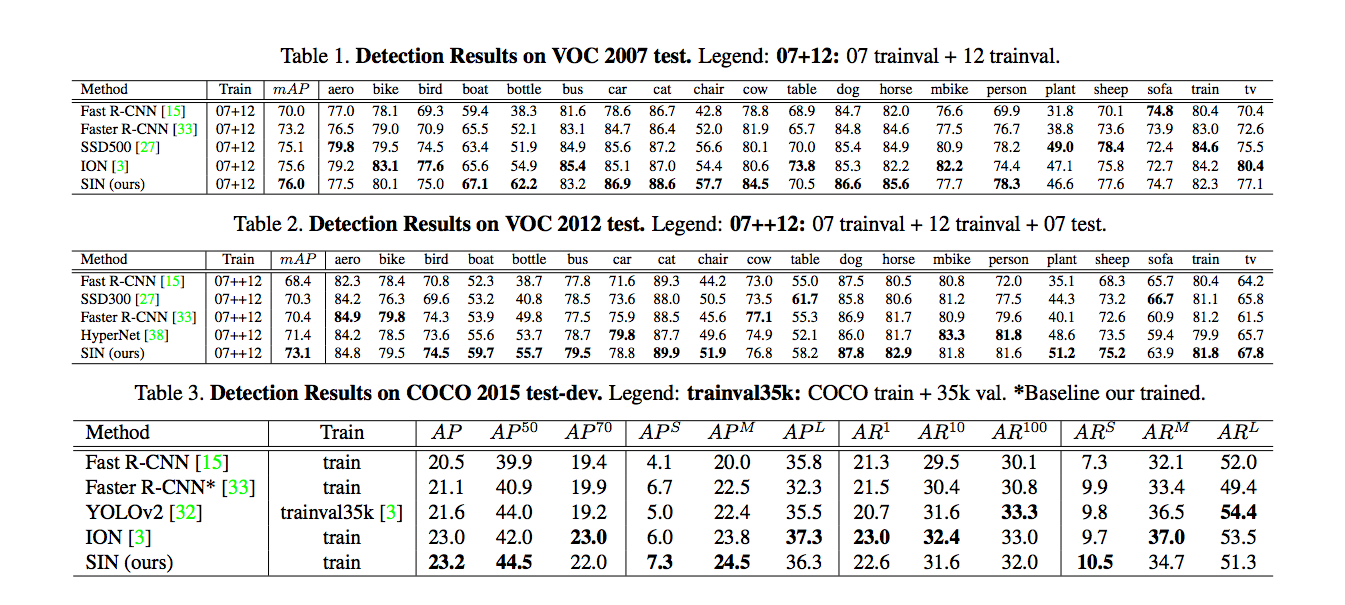 Table 1. Detection Results on VOC 2007 test. Legend: 07+12: 07 trainval + 12 trainval.
Method Train mAP aero bike bird boat bottle bus car cat chair cow table dog horse mbike person plant sheep sofa train tv
Fast R-CNN [15] 07+12 70.0 77.0 78.1 69.3 59.4 38.3 81.6 78.6 86.7 42.8 78.8 68.9 84.7 82.0 76.6 69.9 31.8 70.1 74.8 80.4 70.4
Faster R-CNN [33] 07+12 73.2 76.5 79.0 70.9 65.5 52.1 83.1 84.7 86.4 52.0 81.9 65.7 84.8 84.6 77.5 76.7 38.8 73.6 73.9 83.0 72.6
SSD500 [27] 07+12 75.1 79.8 79.5 74.5 63.4 51.9 84.9 85.6 87.2 56.6 80.1 70.0 85.4 84.9 80.9 78.2 49.0 78.4 72.4 84.6 75.5
ION [3] 07+12 75.6 79.2 83.1 77.6 65.6 54.9 85.4 85.1 87.0 54.4 80.6 73.8 85.3 82.2 82.2 74.4 47.1 75.8 72.7 84.2 80.4
SIN (ours) 07+12 76.0 77.5 80.1 75.0 67.1 62.2 83.2 86.9 88.6 57.7 84.5 70.5 86.6 85.6 77.7 78.3 46.6 77.6 74.7 82.3 77.1
Table 2. Detection Results on VOC 2012 test. Legend: 07++12: 07 trainval + 12 trainval + 07 test.
Method Train mAP aero bike bird boat bottle bus car cat chair cow table dog horse mbike person plant sheep sofa train tv
Fast R-CNN [15] 07++12 68.4 82.3 78.4 70.8 52.3 38.7 77.8 71.6 89.3 44.2 73.0 55.0 87.5 80.5 80.8 72.0 35.1 68.3 65.7 80.4 64.2
SSD300 [27] 07++12 70.3 84.2 76.3 69.6 53.2 40.8 78.5 73.6 88.0 50.5 73.5 61.7 85.8 80.6 81.2 77.5 44.3 73.2 66.7 81.1 65.8
Faster R-CNN [33] 07++12 70.4 84.9 79.8 74.3 53.9 49.8 77.5 75.9 88.5 45.6 77.1 55.3 86.9 81.7 80.9 79.6 40.1 72.6 60.9 81.2 61.5
HyperNet [38] 07++12 71.4 84.2 78.5 73.6 55.6 53.7 78.7 79.8 87.7 49.6 74.9 52.1 86.0 81.7 83.3 81.8 48.6 73.5 59.4 79.9 65.7
SIN (ours) 07++12 73.1 84.8 79.5 74.5 59.7 55.7 79.5 78.8 89.9 51.9 76.8 58.2 87.8 82.9 81.8 81.6 51.2 75.2 63.9 81.8 67.8
Table 3. Detection Results on COCO 2015 test-dev. Legend: trainval35k: COCO train + 35k val. *Baseline our trained.
Method Train AP AP50 AP70 APS APM APL AR1 AR10 AR100 ARS ARM ARL
Fast R-CNN [15] train 20.5 39.9 19.4 4.1 20.0 35.8 21.3 29.5 30.1 7.3 32.1 52.0
Faster R-CNN* [33] train 21.1 40.9 19.9 6.7 22.5 32.3 21.5 30.4 30.8 9.9 33.4 49.4
YOLOv2 [32] trainval35k [3] 21.6 44.0 19.2 5.0 22.4 35.5 20.7 31.6 33.3 9.8 36.5 54.4
ION [3] train 23.0 42.0 23.0 6.0 23.8 37.3 23.0 32.4 33.0 9.7 37.0 53.5
SIN (ours) train 23.2 44.5 22.0 7.3 24.5 36.3 22.6 31.6 32.0 10.5 34.7 51.3